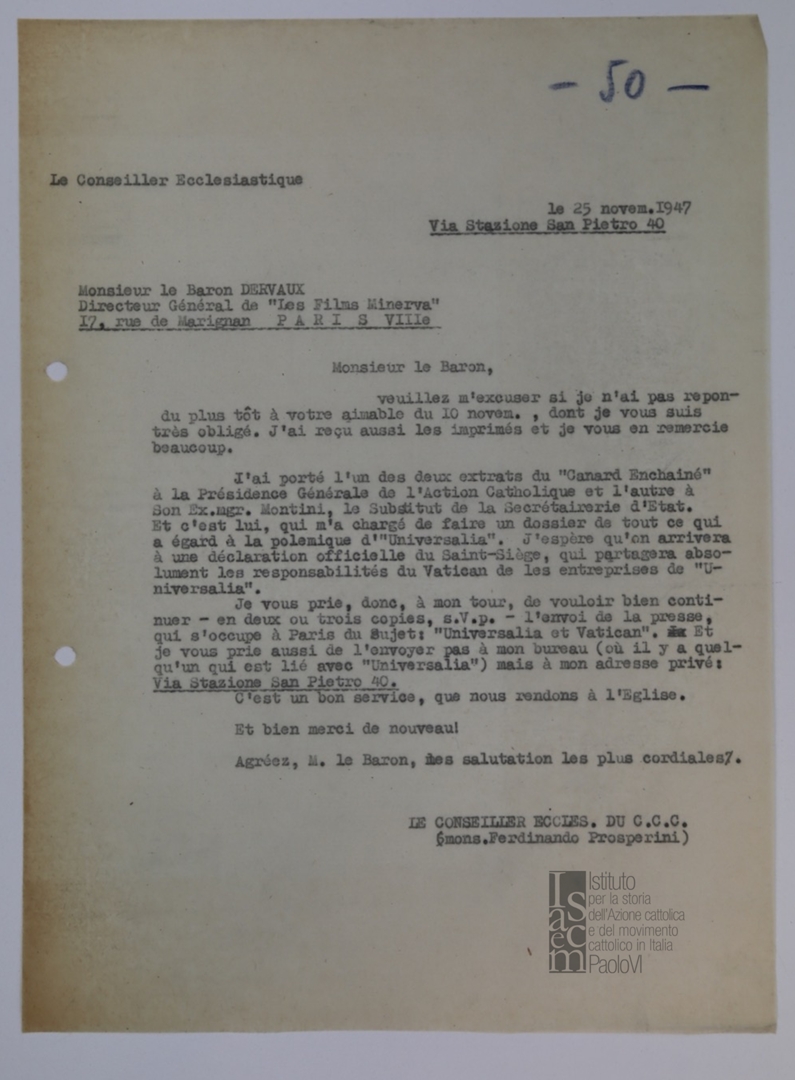 - 50 -
Le Conseiller Ecclesiastique
le 25 novem.1947
Via Stazione San Pietro 40
Monsieur le Baron DERVAUX
Directeur Général de "Les Films Minerva"
17, rue de Marignan P A R I S VIIIe
Monsieur le Baron,
veuillez m'excuser si je n'ai pas repon-
du plus tôt à votre aimable du 10 novem. , dont je vous suis
très obligé. J'ai reçu aussi les imprimés et je vous en remercie
beaucoup.
J'ai porté l'un des deux extrats du "Canard Enchainé"
à la Présidence Générale de l'Action Catholique et l'autre à
Son Ex.mgr. Montini, le Substitut de la Secrétairerie d'Etat.
Et c'est lui, qui m'a chargé de faire un dossier de tout ce qui
a égard à la polemique d'"Universalia". J'espère qu'on arrivera
à une déclaration officielle du Saint-Siège, qui partagera abso-
lument les responsabilités du Vatican de les entreprises de "U-
niversalia".
Je vous prie, donc, à mon tour, de vouloir bien conti-
nuer - en deux ou trois copies, s.V.p. - l'envoi de la presse,
qui s'occupe à Paris du Sujet: "Universalia et Vatican". Et
je vous prie aussi de l'envoyer pas à mon bureau (où il y a quel-
qu'un qui est lié avec "Universalia") mais à mon adresse privé:
Via Stazione San Pietro 40.
C'est un bon service, que nous rendons à l'Eglise.
Et bien merci de nouveau!
Agréez, M. le Baron, mes salutation les plus cordiales7.
LE CONSEILLER ECCLES. DU C.C.C.
(mons.Ferdinando Prosperini)
Isacem
Istituto
per la storia
dell'Azione cattolica
e del movimento
cattolico in Italia
PaoloVI